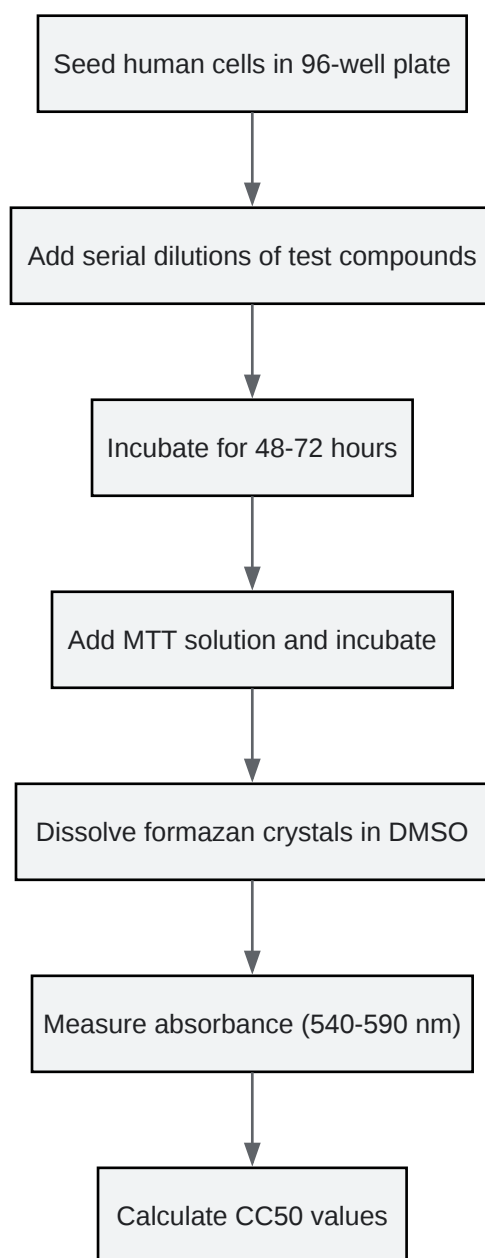 Seed human cells in 96-well plate
Add serial dilutions of test compounds
Incubate for 48-72 hours
Add MTT solution and incubate
Dissolve formazan crystals in DMSO
Measure absorbance (540-590 nm)
Calculate CC50 values